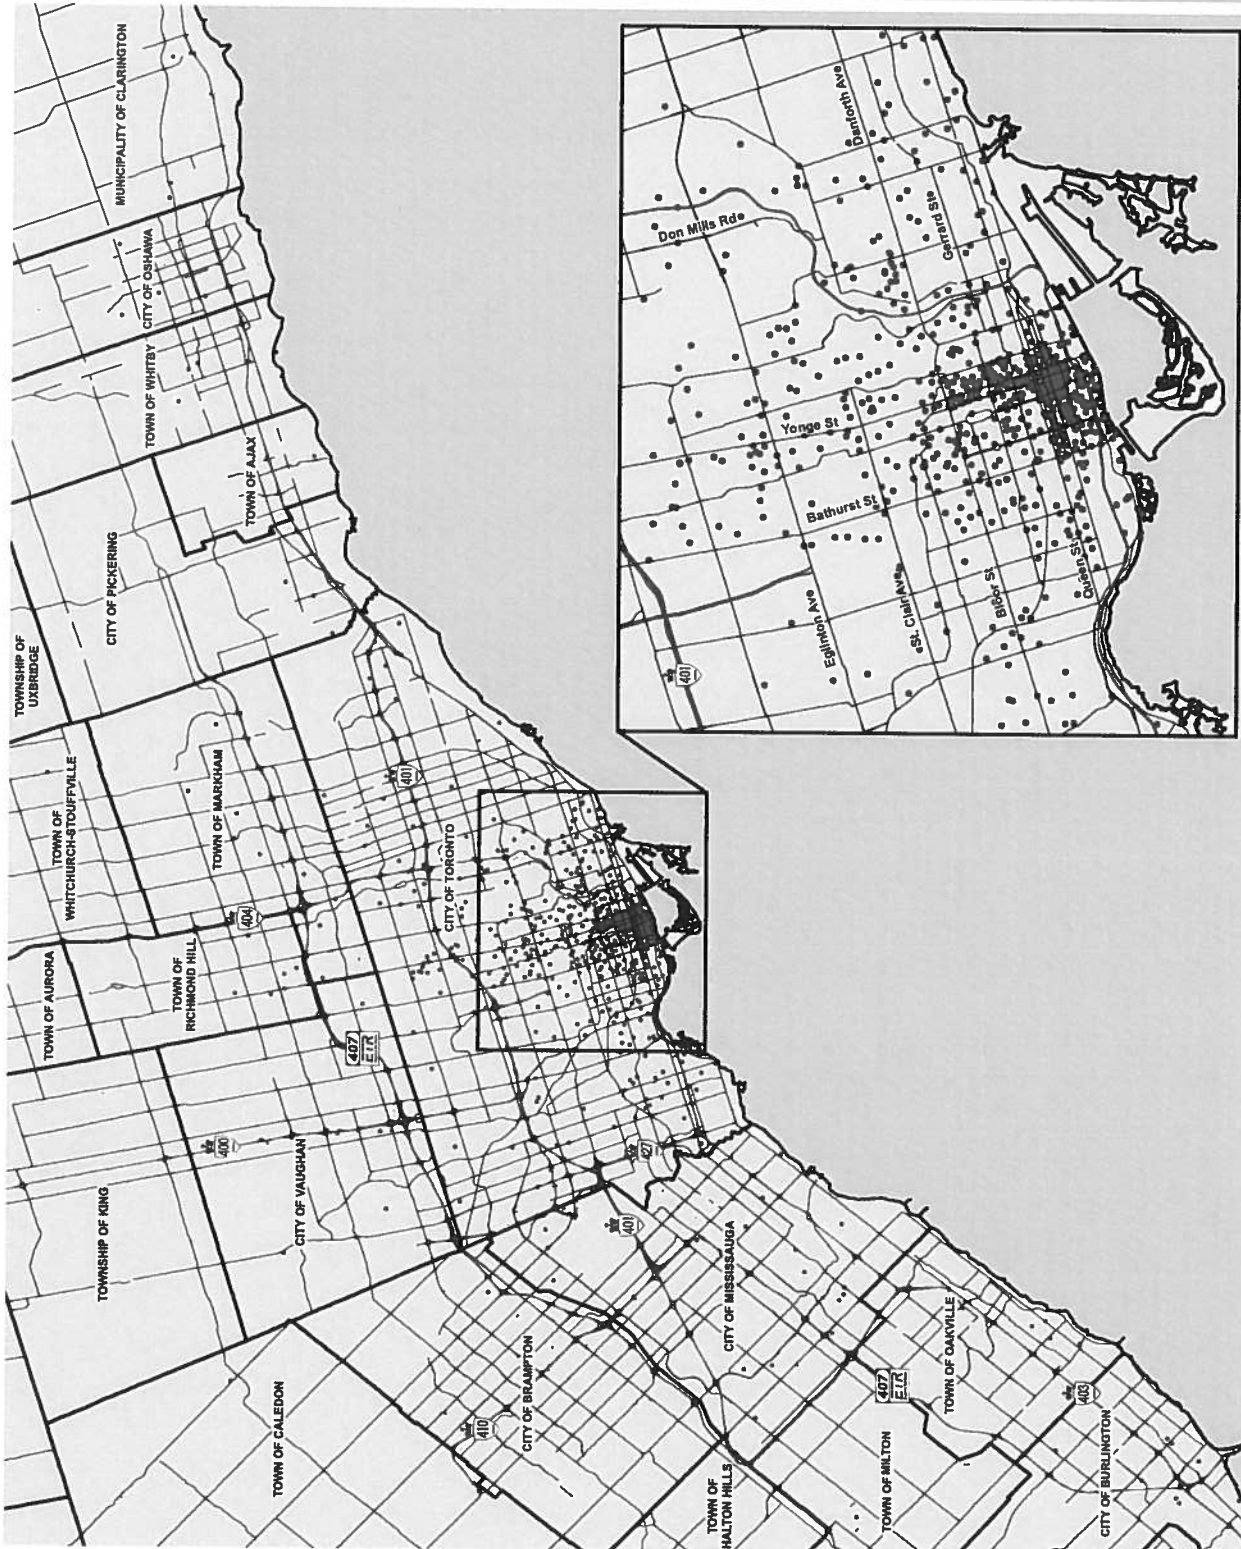 MUNICIPALITY OF CLARINGTON
CITY OF OSHAWA
TOWN OF WHITBY
TOWN OF AJAX
CITY OF PICKERING
TOWNSHIP OF
UXBRIDGE
TOWN OF
WHITCHURCH-STOUFFVILLE
TOWN OF MARKHAM
401
CITY OF TORONTO
404
TOWN OF AURORA
TOWN OF
RICHMOND HILL
407
ETR
400
TOWNSHIP OF KING
CITY OF VAUGHAN
427
401
CITY OF MISSISSAUGA
CITY OF BRAMPTON
410
TOWN OF CALEDON
TOWN OF OAKVILLE
407
ETR
403
TOWN OF
HALTON HILLS
TOWN OF MILTON
CITY OF BURLINGTON
Danforth Ave
Don Mills Rd
Gerrard St
Yonge St
Bathurst St
Eglinton Ave
St. Clair Ave
Bloor St
Queen St
401